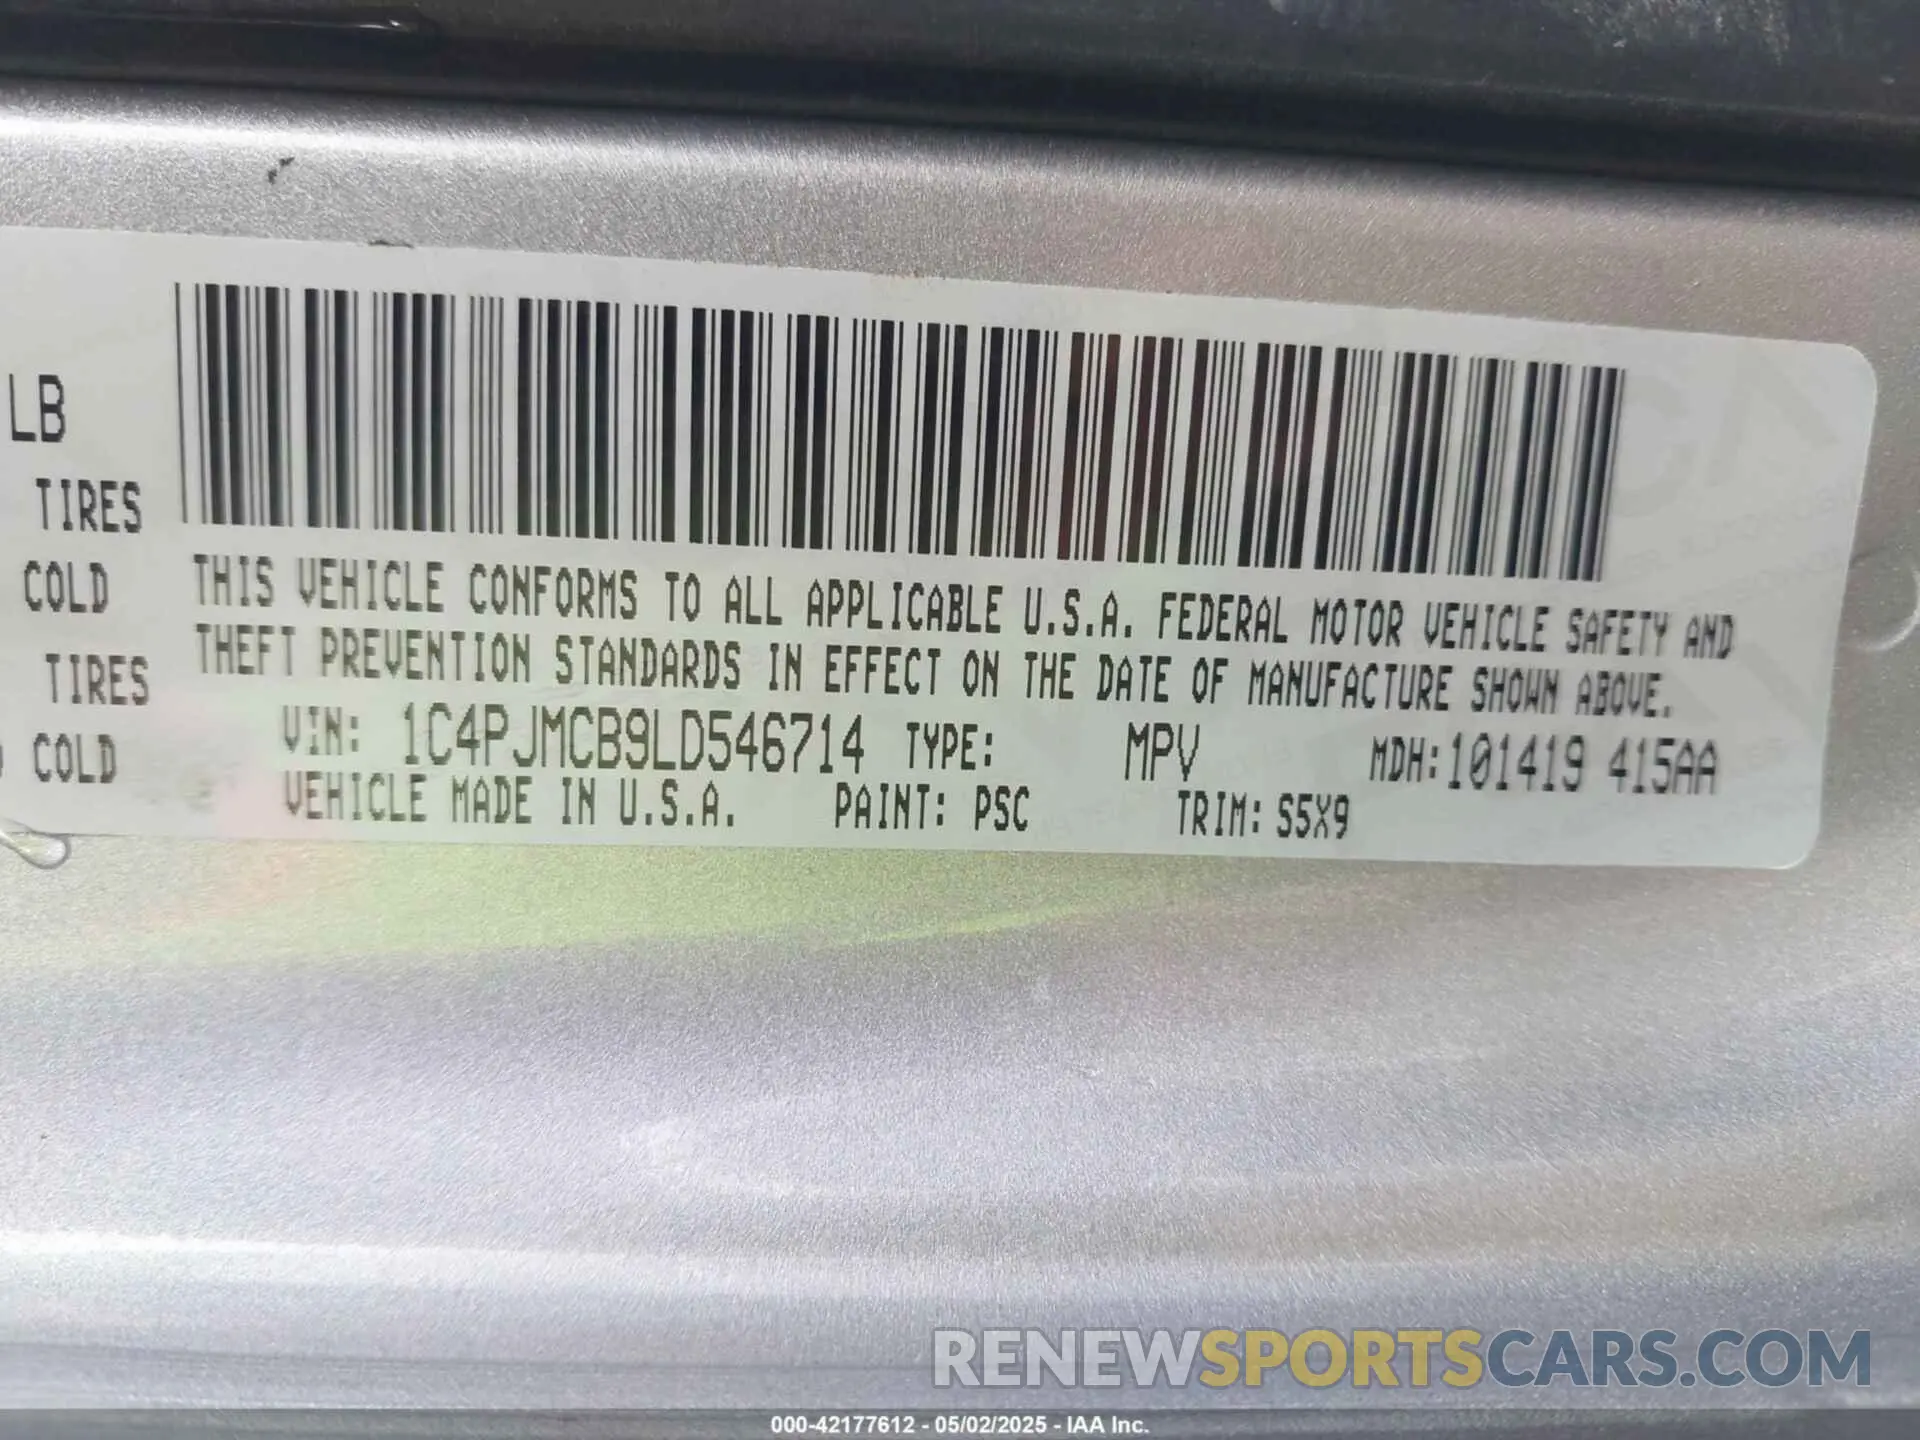 LB
TIRES
COLD
TIRES
COLD
THIS VEHICLE CONFORMS TO ALL APPLICABLE U.S.A. FEDERAL MOTOR VEHICLE SAFETY AND
THEFT PREVENTION STANDARDS IN EFFECT ON THE DATE OF MANUFACTURE SHOWN ABOVE.
VIN: 1C4PJMCB9LD546714 TYPE: MPV MDH: 101419 415AA
VEHICLE MADE IN U.S.A. PAINT: PSC TRIM: S5X9
RENEWSPORTSCARS.COM
000-42177612 - 05/02/2025 - IAA Inc.